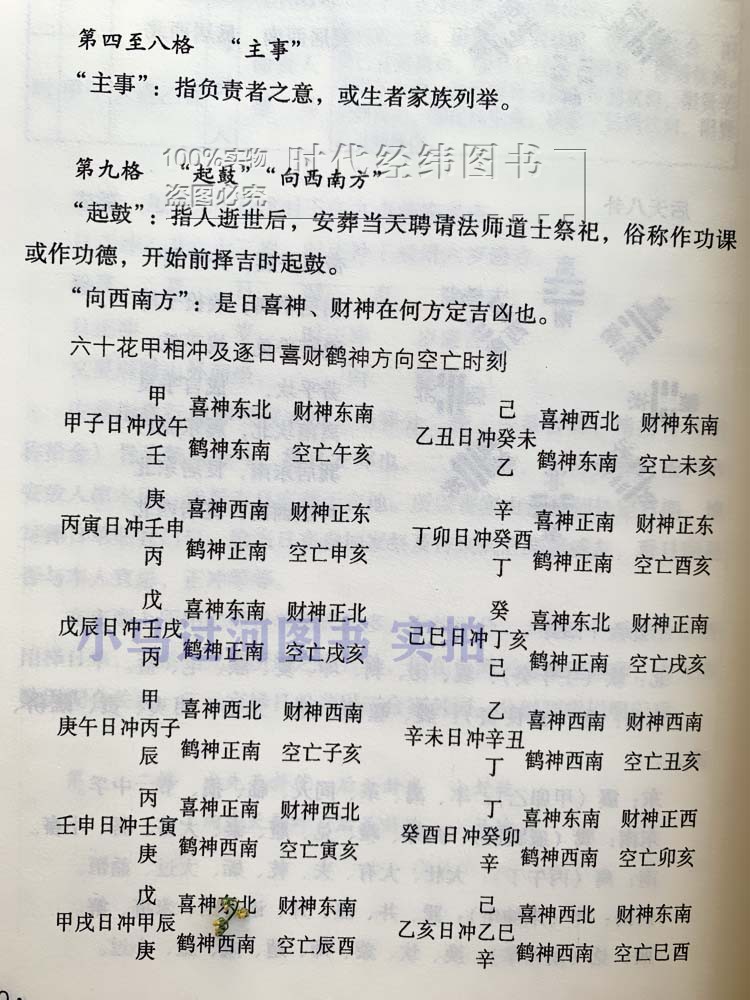 第四至八格 “主事”
“主事”：指负责者之意，或生者家族列举。
100%实物 时代经纬图书
盗图必究
第九格 “起鼓”“向西南方”
“起鼓”：指人逝世后，安葬当天聘请法师道士祭祀，俗称作功课
或作功德，开始前择吉时起鼓。
“向西南方”：是日喜神、财神在何方定吉凶也。
六十花甲相冲及逐日喜财鹤神方向空亡时刻
甲
甲子日冲戊午
壬
喜神东北 财神东南
鹤神东南 空亡午亥
己
乙丑日冲癸未
乙
喜神西北 财神东南
鹤神东南 空亡未亥
庚
丙寅日冲壬申
丙
喜神西南 财神正东
鹤神正南 空亡申亥
辛
丁卯日冲癸酉
丁
喜神正南 财神正东
鹤神正南 空亡酉亥
戊
戊辰日冲壬戌
丙
喜神东南 财神正北
鹤神正南 空亡戌亥
癸
己巳日冲丁亥
己
喜神东北 财神正南
鹤神正南 空亡戌亥
小马过河图书 实拍
甲
庚午日冲丙子
辰
喜神西北 财神西南
鹤神正南 空亡子亥
乙
辛未日冲辛丑
丁
喜神西南 财神西南
鹤神西南 空亡丑亥
丙
壬申日冲壬寅
庚
喜神正南 财神西北
鹤神西南 空亡寅亥
丁
癸酉日冲癸卯
辛
喜神东南 财神正西
鹤神西南 空亡卯亥
戊
甲戌日冲甲辰
庚
喜神东北 财神东南
鹤神西南 空亡辰酉
己
乙亥日冲乙巳
辛
喜神西北 财神东南
鹤神西南 空亡巳酉